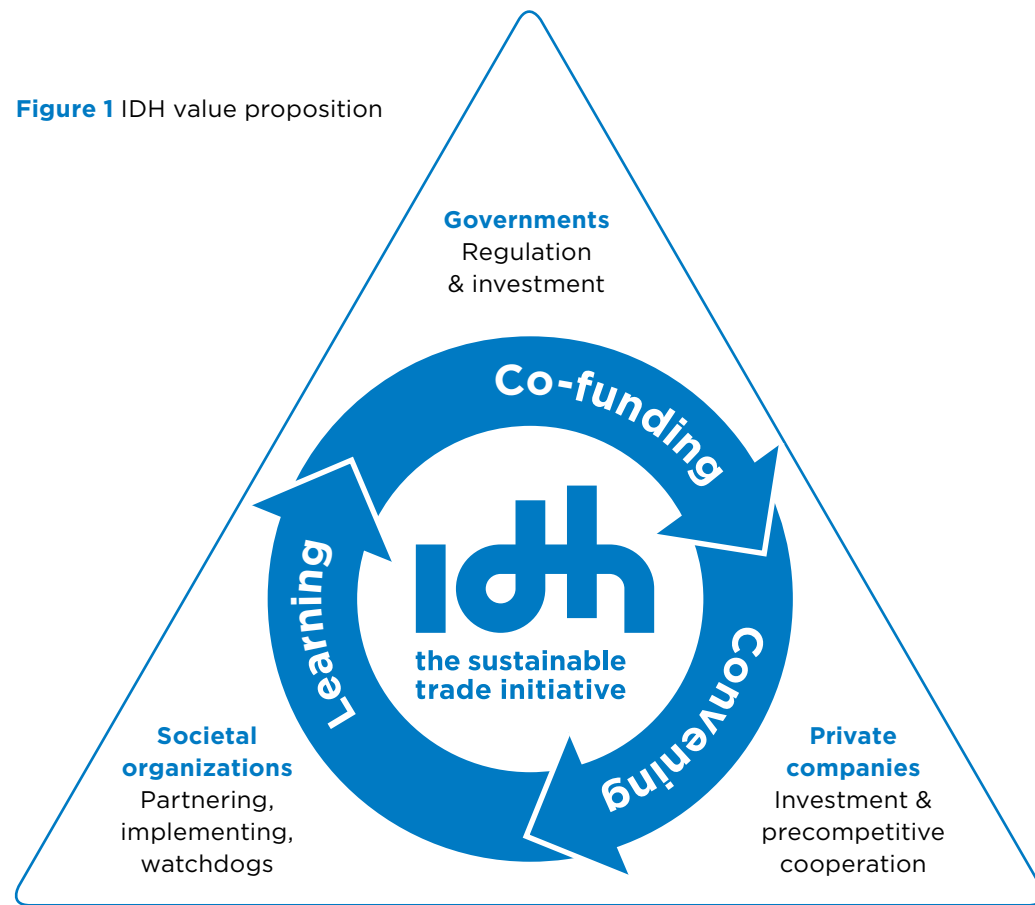 Figure 1 IDH value proposition
Governments
Regulation
& investment
Co-funding
Convening
Learning
idh
the sustainable
trade initiative
Societal
organizations
Partnering,
implementing,
watchdogs
Private
companies
Investment &
precompetitive
cooperation